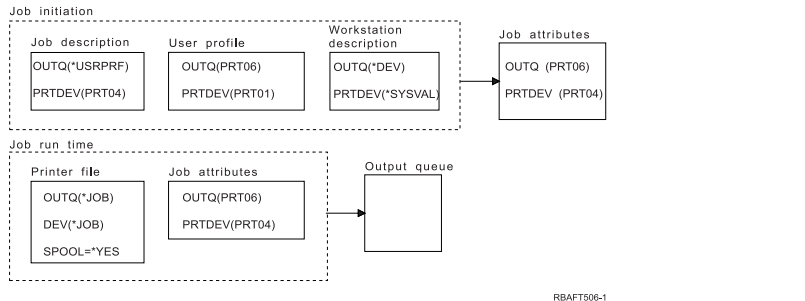 Job initiation
Job description
OUTQ(*USRPRF)
PRTDEV(PRT04)
User profile
OUTQ(PRT06)
PRTDEV(PRT01)
Workstation
description
OUTQ(*DEV)
PRTDEV(*SYSVAL)
Job attributes
OUTQ (PRT06)
PRTDEV (PRT04)
Job run time
Printer file
OUTQ(*JOB)
DEV(*JOB)
SPOOL=*YES
Job attributes
OUTQ(PRT06)
PRTDEV(PRT04)
Output queue
RBAFT506-1